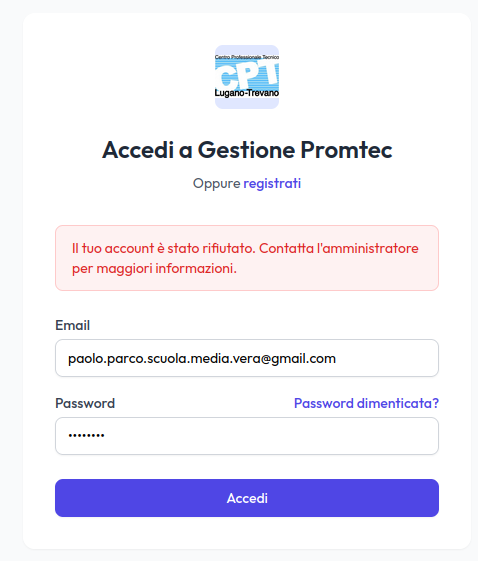 Centro Professionale Tecnico
CPT
Lugano-Trevano
Accedi a Gestione Promtec
Oppure registrati
Il tuo account è stato rifiutato. Contatta l'amministratore
per maggiori informazioni.
Email
paolo.parco.scuola.media.vera@gmail.com
Password Password dimenticata?
••••••••
Accedi